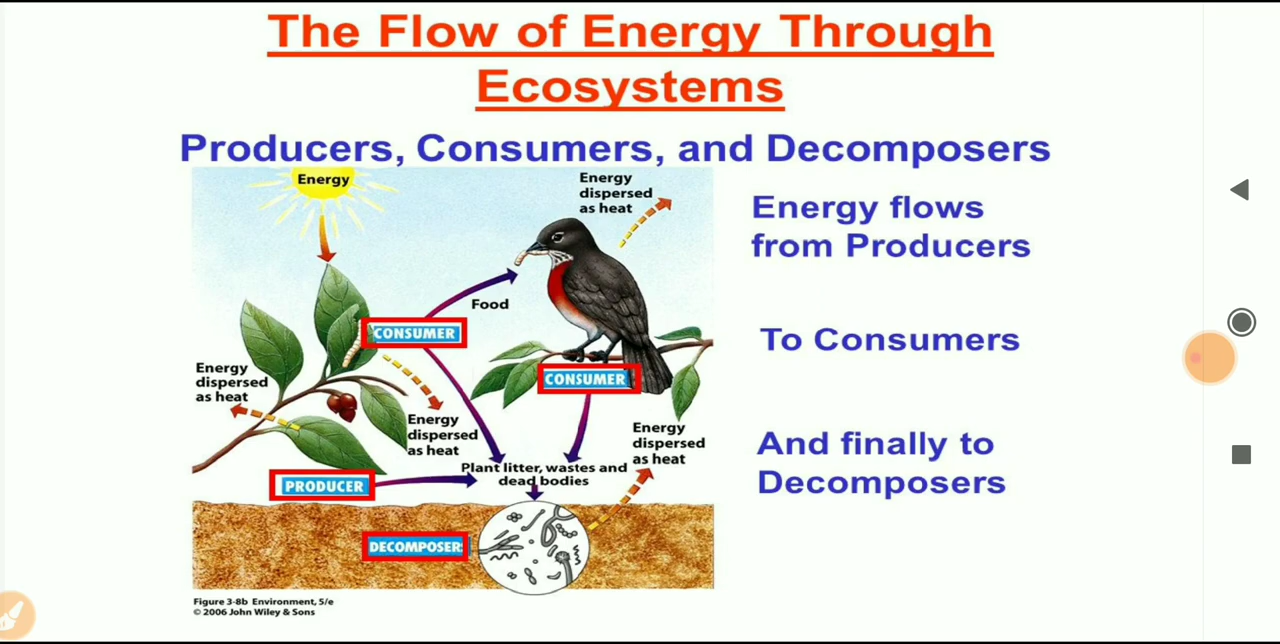 The Flow of Energy Through
Ecosystems
Producers, Consumers, and Decomposers
Energy
Energy
dispersed
as heat
Energy flows
from Producers
Food
CONSUMER
To Consumers
Energy
dispersed
as heat
CONSUMER
Energy
dispersed
as heat
Energy
dispersed
as heat
And finally to
Decomposers
Plant litter, wastes and
dead bodies
PRODUCER
DECOMPOSER
Figure 3-8b Environment, 5/e
© 2006 John Wiley & Sons